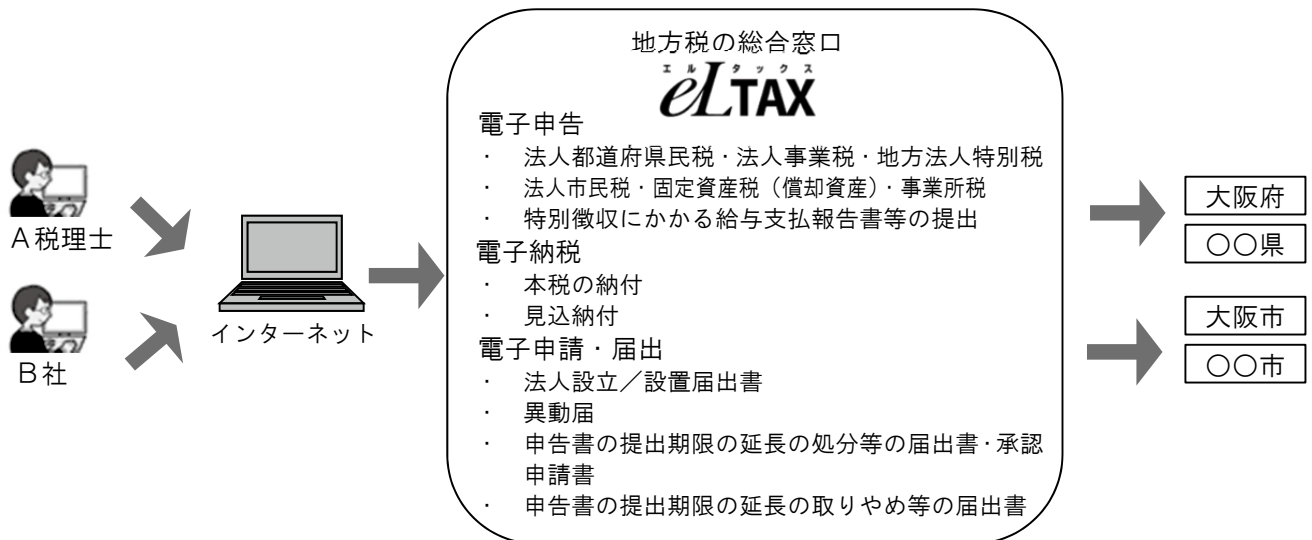 地方税の総合窓口
エルタックス
eLTAX
電子申告
・ 法人都道府県民税・法人事業税・地方法人特別税
・ 法人市民税・固定資産税（償却資産）・事業所税
・ 特別徴収にかかる給与支払報告書等の提出
電子納税
・ 本税の納付
・ 見込納付
電子申請・届出
・ 法人設立／設置届出書
・ 異動届
・ 申告書の提出期限の延長の処分等の届出書・承認
申請書
・ 申告書の提出期限の延長の取りやめ等の届出書
A税理士
B社
インターネット
大阪府
〇〇県
大阪市
〇〇市